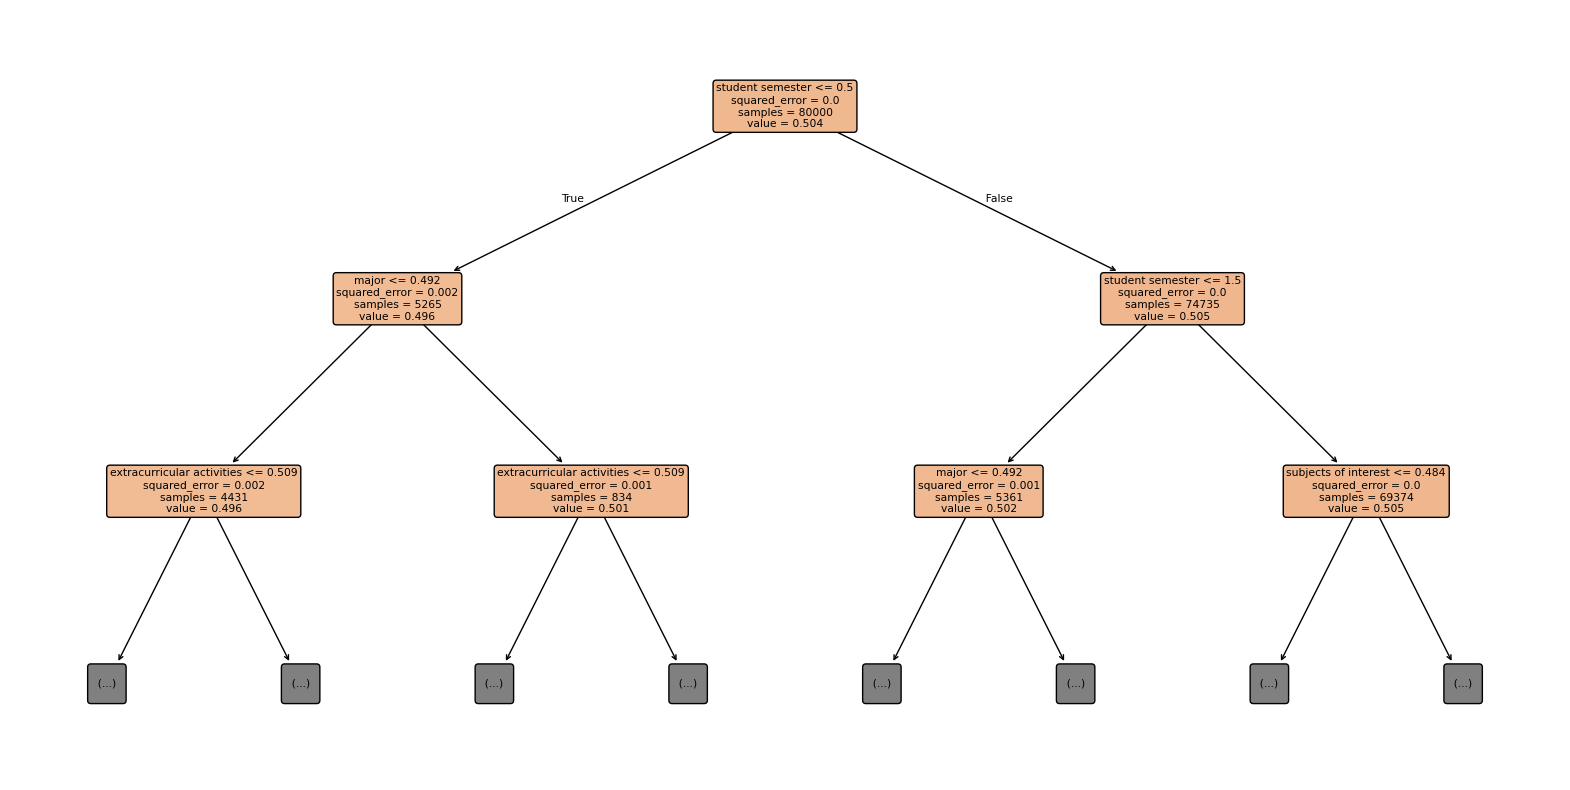 student semester <= 0.5
squared_error = 0.0
samples = 80000
value = 0.504
True
False
major <= 0.492
squared_error = 0.002
samples = 5265
value = 0.496
student semester <= 1.5
squared_error = 0.0
samples = 74735
value = 0.505
extracurricular activities <= 0.509
squared_error = 0.002
samples = 4431
value = 0.496
extracurricular activities <= 0.509
squared_error = 0.001
samples = 834
value = 0.501
major <= 0.492
squared_error = 0.001
samples = 5361
value = 0.502
subjects of interest <= 0.484
squared_error = 0.0
samples = 69374
value = 0.505
(...)
(...)
(...)
(...)
(...)
(...)
(...)
(...)